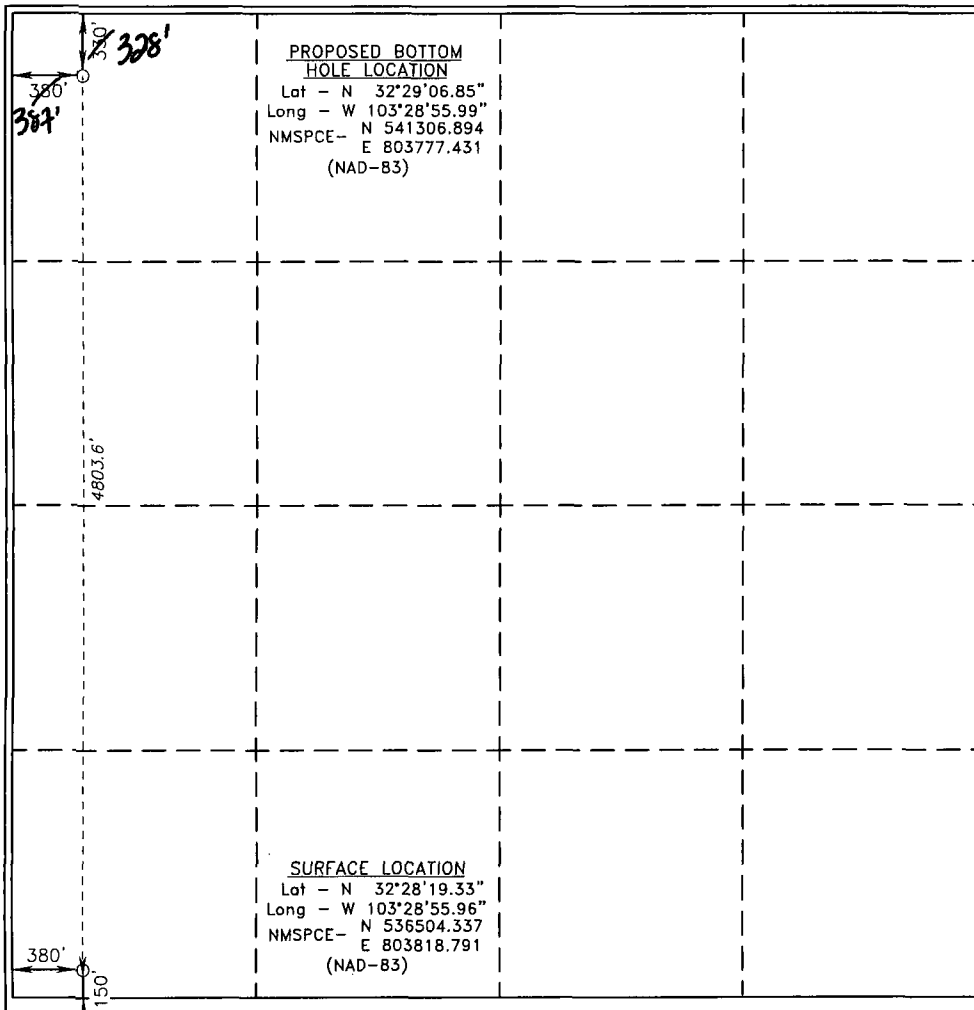 330' 328'
380'
387'
PROPOSED BOTTOM
HOLE LOCATION
Lat - N 32°29'06.85"
Long - W 103°28'55.99"
NMSPCE- N 541306.894
E 803777.431
(NAD-83)
4803.6'
SURFACE LOCATION
Lat - N 32°28'19.33"
Long - W 103°28'55.96"
NMSPCE- N 536504.337
E 803818.791
(NAD-83)
380'
150'